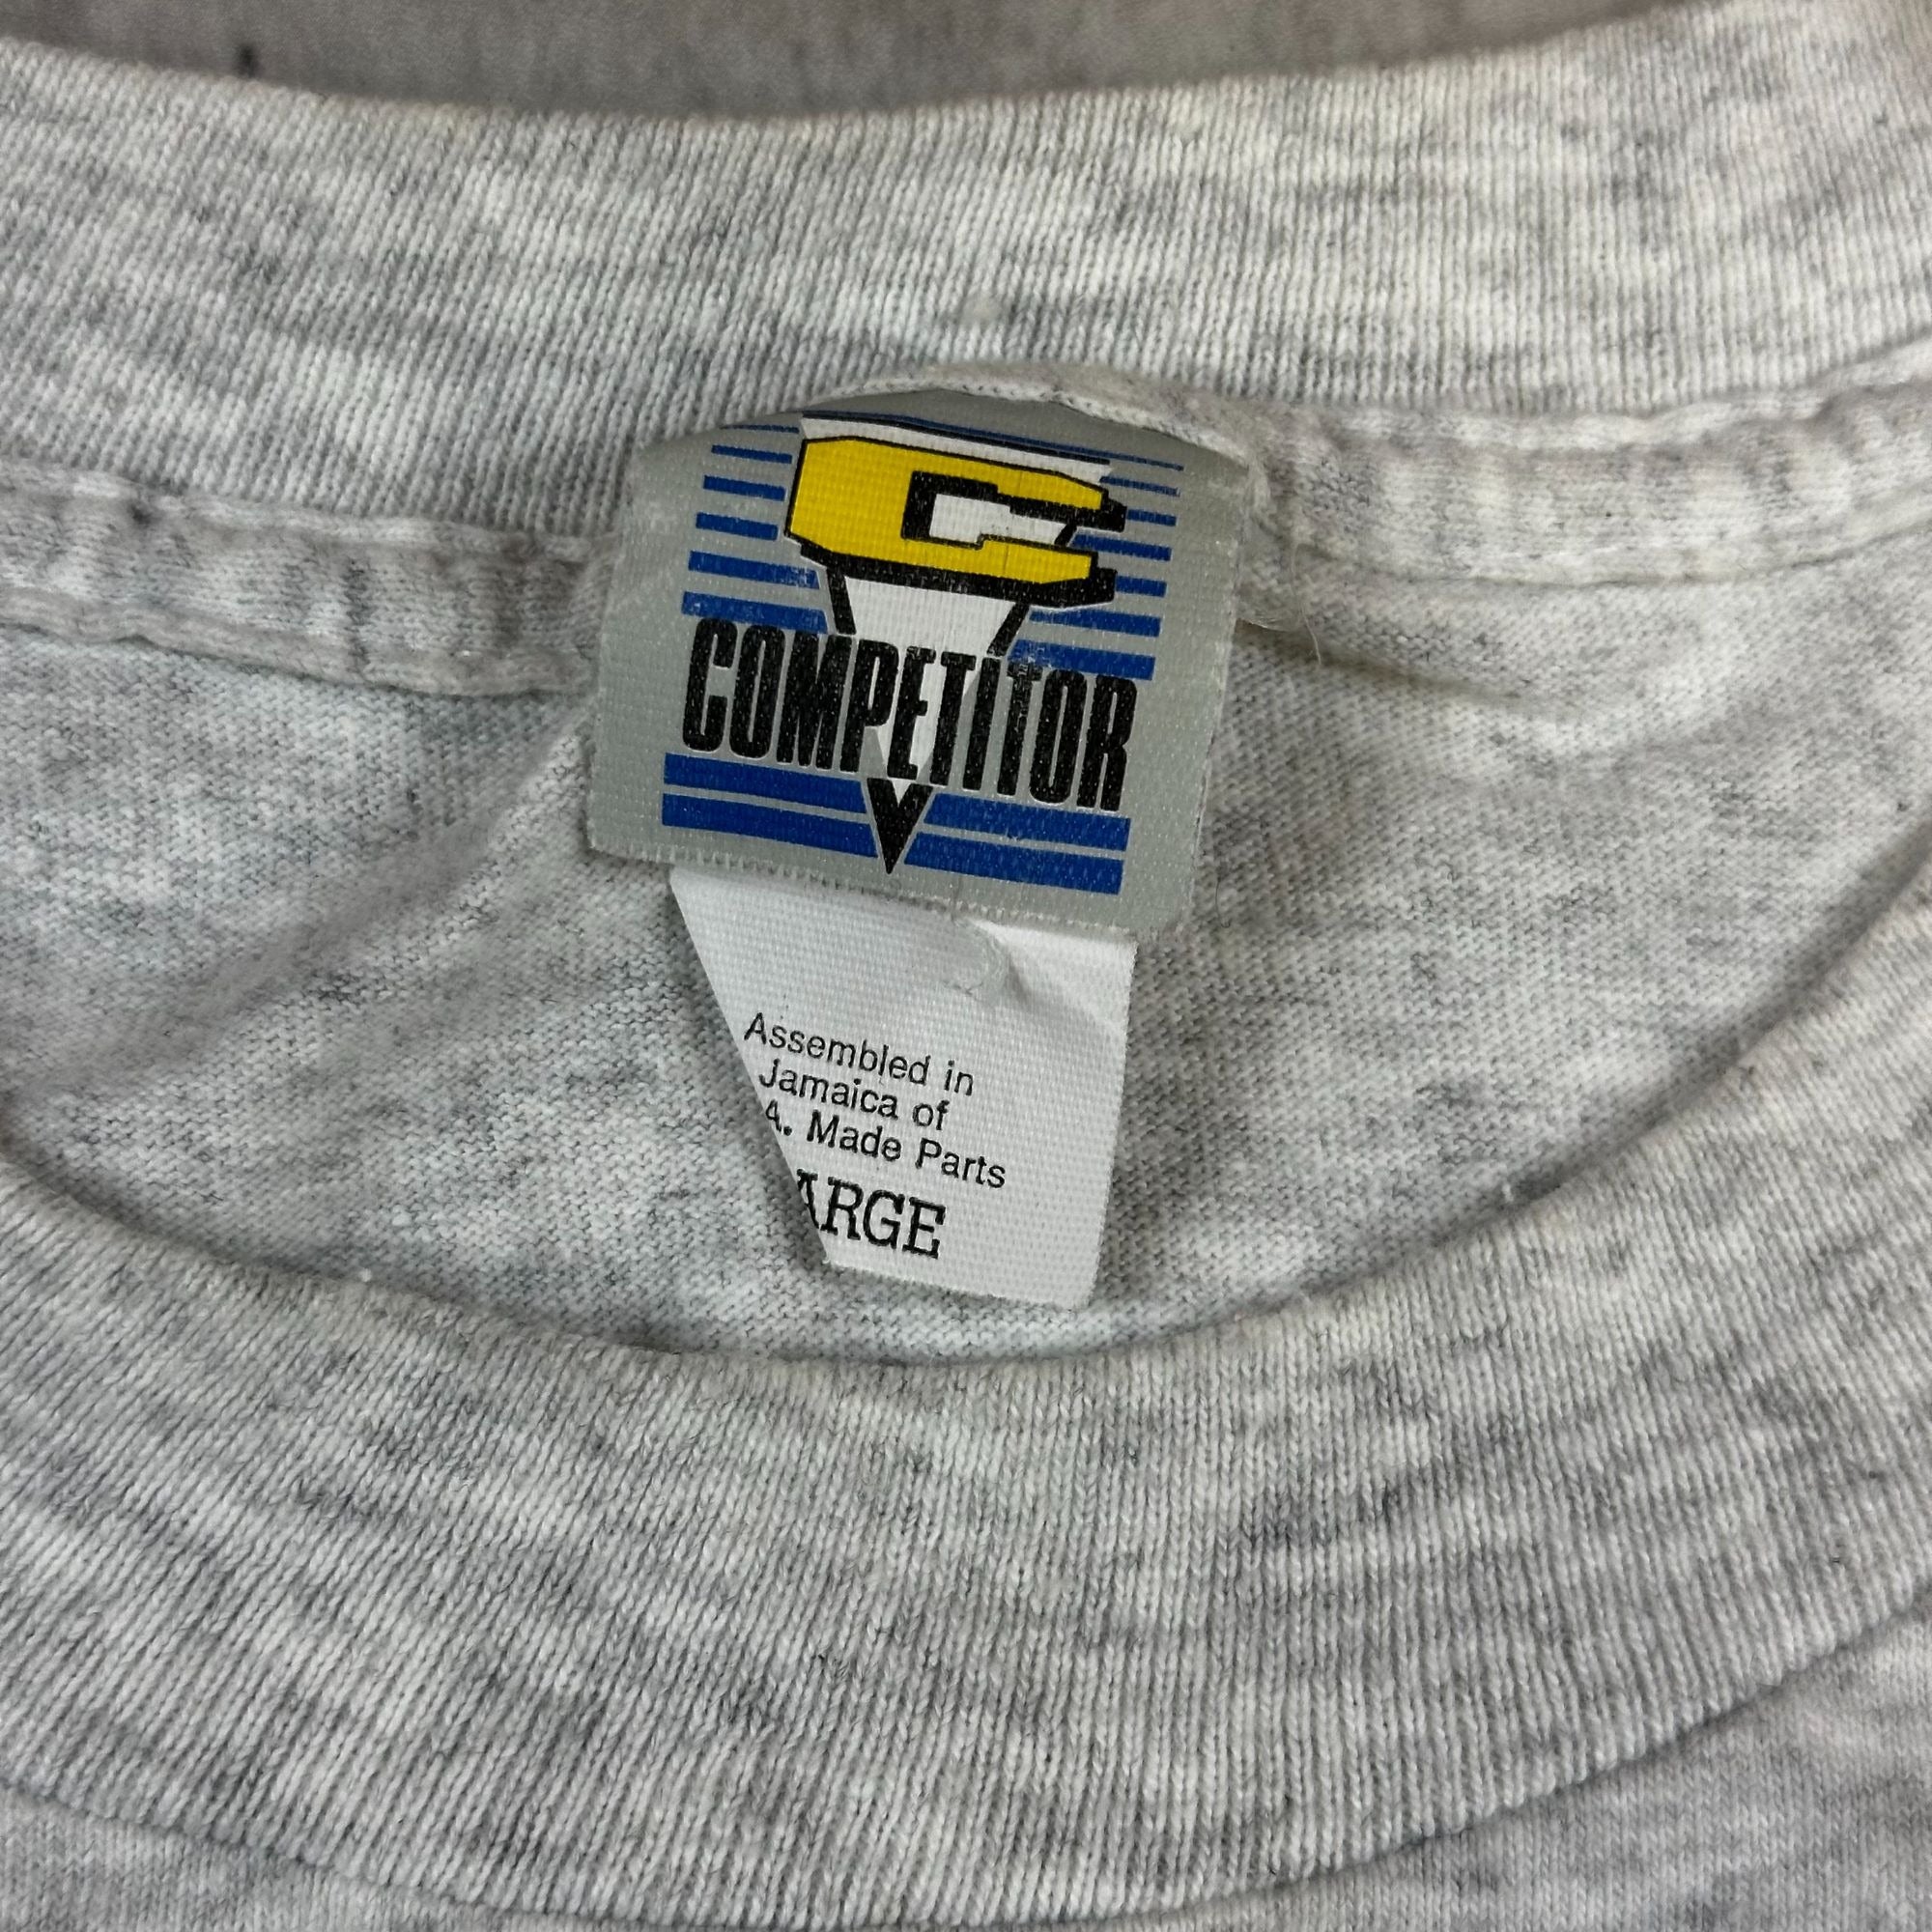 C
COMPETITOR
Assembled in
Jamaica of
A. Made Parts
ARGE